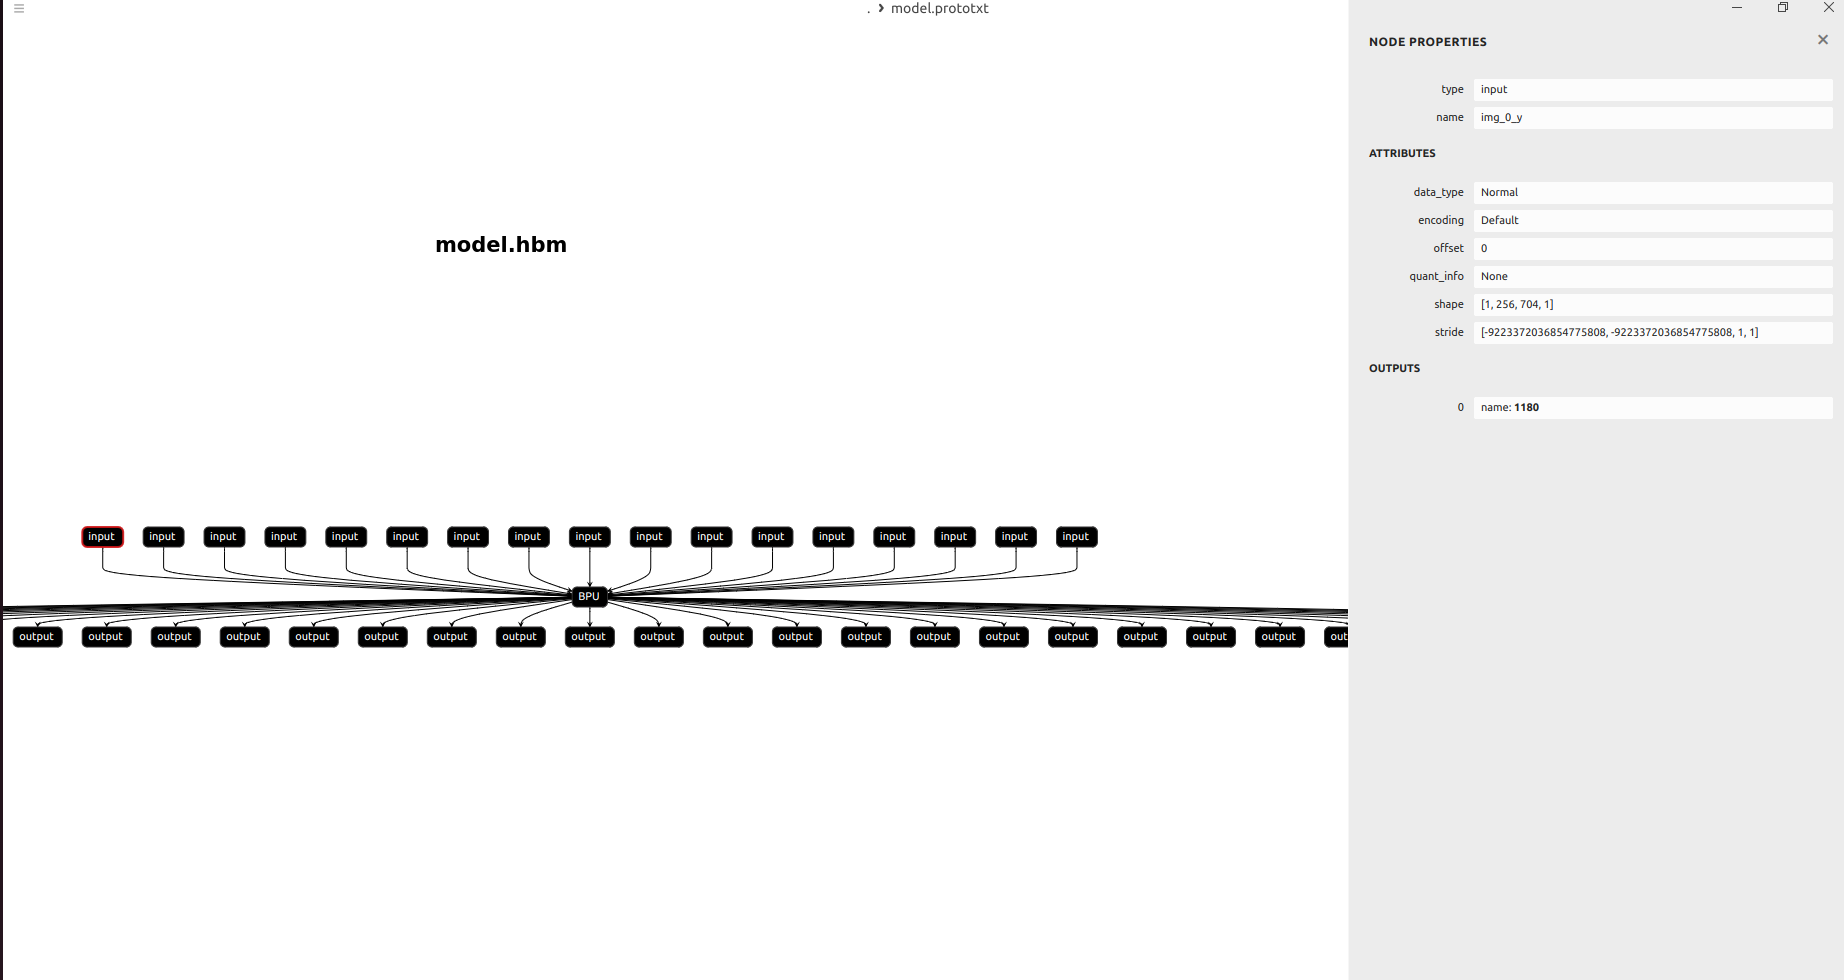 . › model.prototxt
NODE PROPERTIES
type input
name img_0_y
ATTRIBUTES
data_type Normal
encoding Default
offset 0
quant_info None
shape [1, 256, 704, 1]
stride [-9223372036854775808, -9223372036854775808, 1, 1]
OUTPUTS
0 name: 1180
model.hbm
input input input input input input input input input input input input input input input input input
BPU
output output output output output output output output output output output output output output output output output output output out